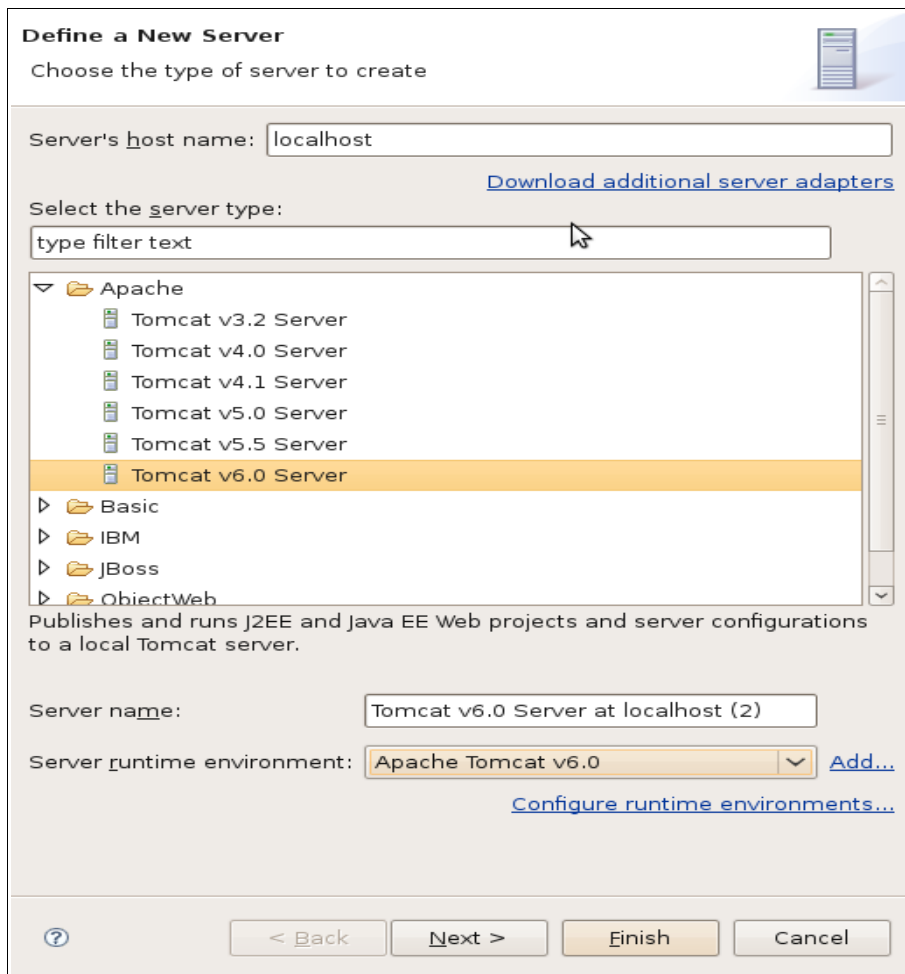 Define a New Server
Choose the type of server to create
Server's host name: localhost
Download additional server adapters
Select the server type:
type filter text
Apache
Tomcat v3.2 Server
Tomcat v4.0 Server
Tomcat v4.1 Server
Tomcat v5.0 Server
Tomcat v5.5 Server
Tomcat v6.0 Server
Basic
IBM
JBoss
ObjectWeb
Publishes and runs J2EE and Java EE Web projects and server configurations
to a local Tomcat server.
Server name: Tomcat v6.0 Server at localhost (2)
Server runtime environment: Apache Tomcat v6.0 Add...
Configure runtime environments...
? < Back Next > Finish Cancel